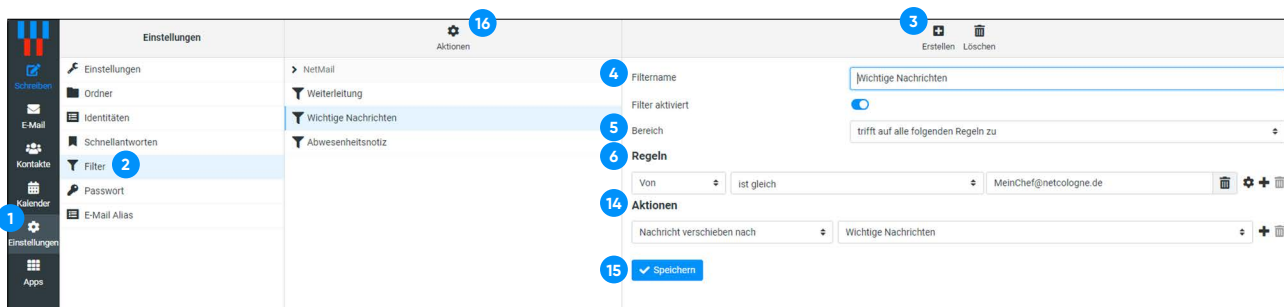 16
3
Einstellungen
Aktionen
Erstellen Löschen
Schreiben
E-Mail
Kontakte
Kalender
1
Einstellungen
Apps
Einstellungen
Ordner
Identitäten
Schnellantworten
Filter 2
Passwort
E-Mail Alias
NetMail
Weiterleitung
Wichtige Nachrichten
Abwesenheitsnotiz
4 Filtername Wichtige Nachrichten
Filter aktiviert
5 Bereich trifft auf alle folgenden Regeln zu
6 Regeln
Von ist gleich MeinChef@netcologne.de
14 Aktionen
Nachricht verschieben nach Wichtige Nachrichten
15 Speichern